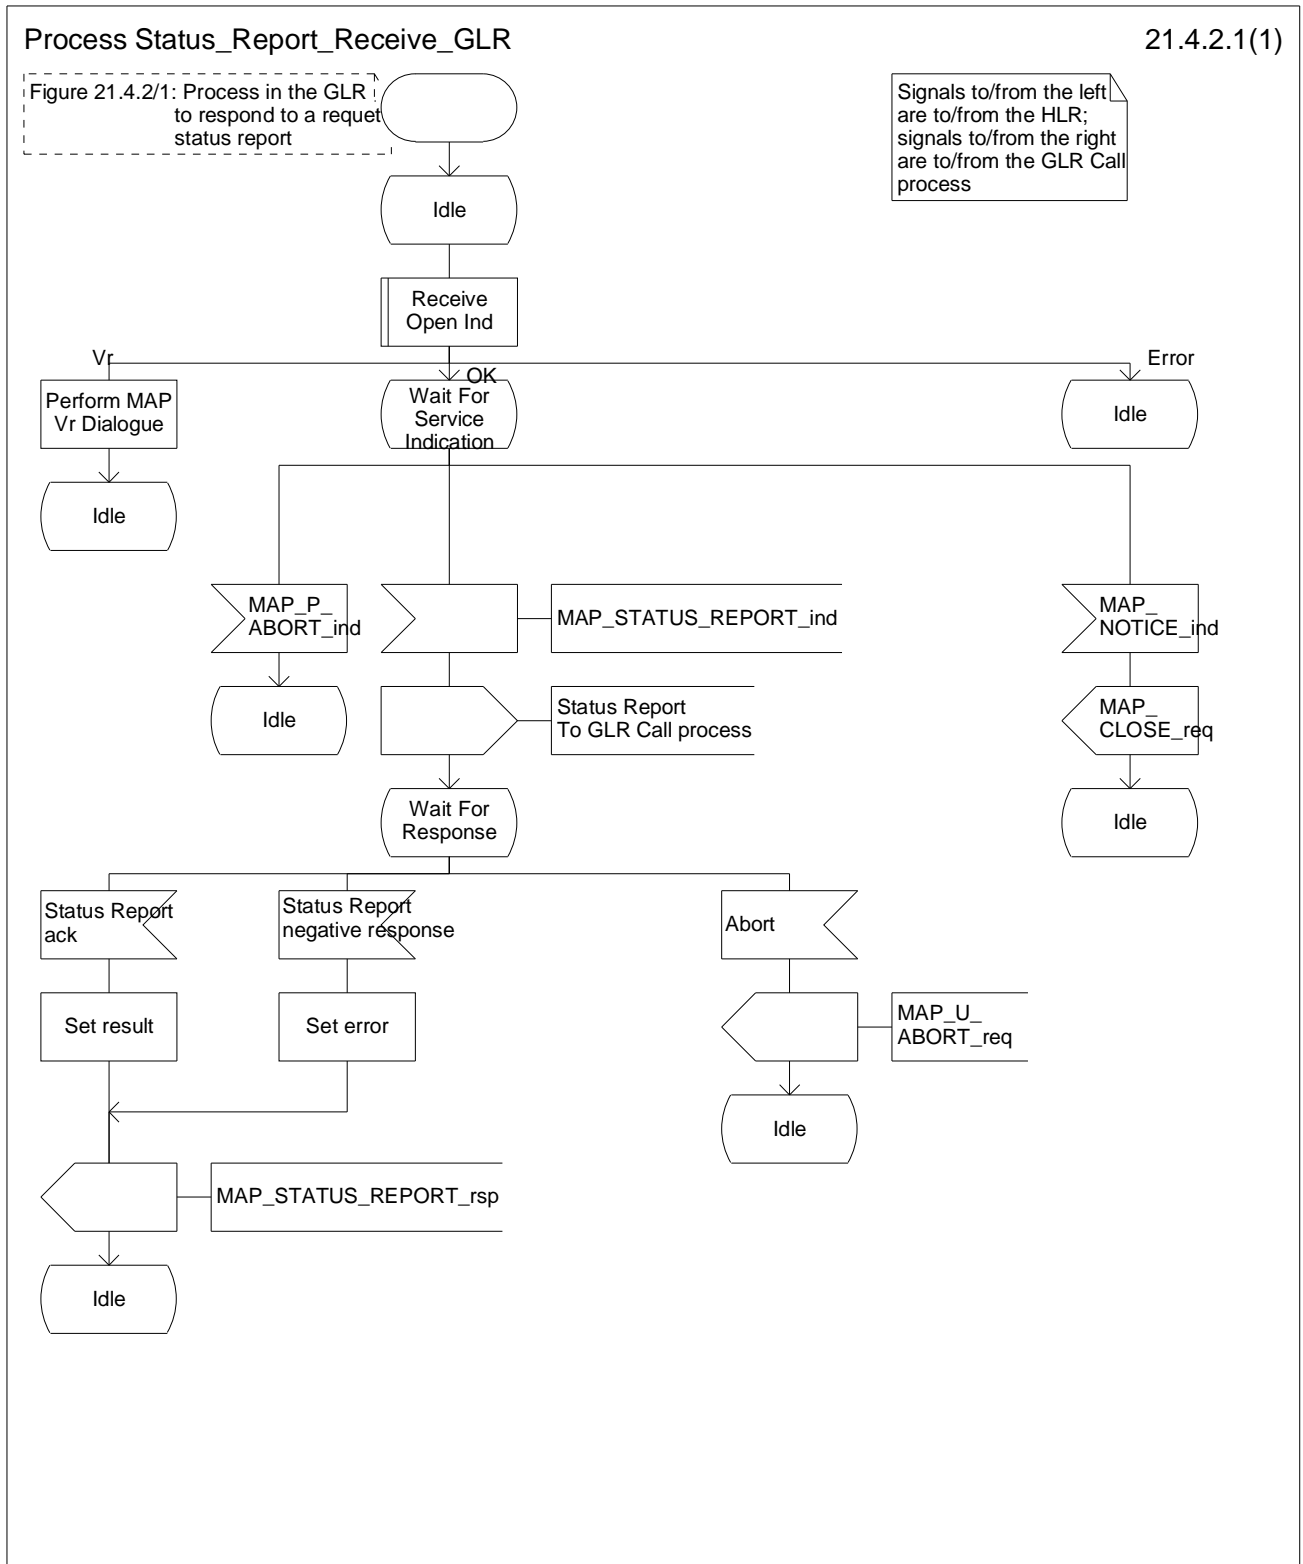 Process Status_Report_Receive_GLR
21.4.2.1(1)
Figure 21.4.2/1: Process in the GLR
to respond to a requet
status report
Signals to/from the left
are to/from the HLR;
signals to/from the right
are to/from the GLR Call
process
Idle
Receive
Open Ind
Vr
OK
Error
Perform MAP
Vr Dialogue
Wait For
Service
Indication
Idle
Idle
MAP_P_
ABORT_ind
MAP_STATUS_REPORT_ind
MAP_
NOTICE_ind
Idle
Status Report
To GLR Call process
MAP_
CLOSE_req
Wait For
Response
Idle
Status Report
ack
Status Report
negative response
Abort
Set result
Set error
MAP_U_
ABORT_req
Idle
MAP_STATUS_REPORT_rsp
Idle